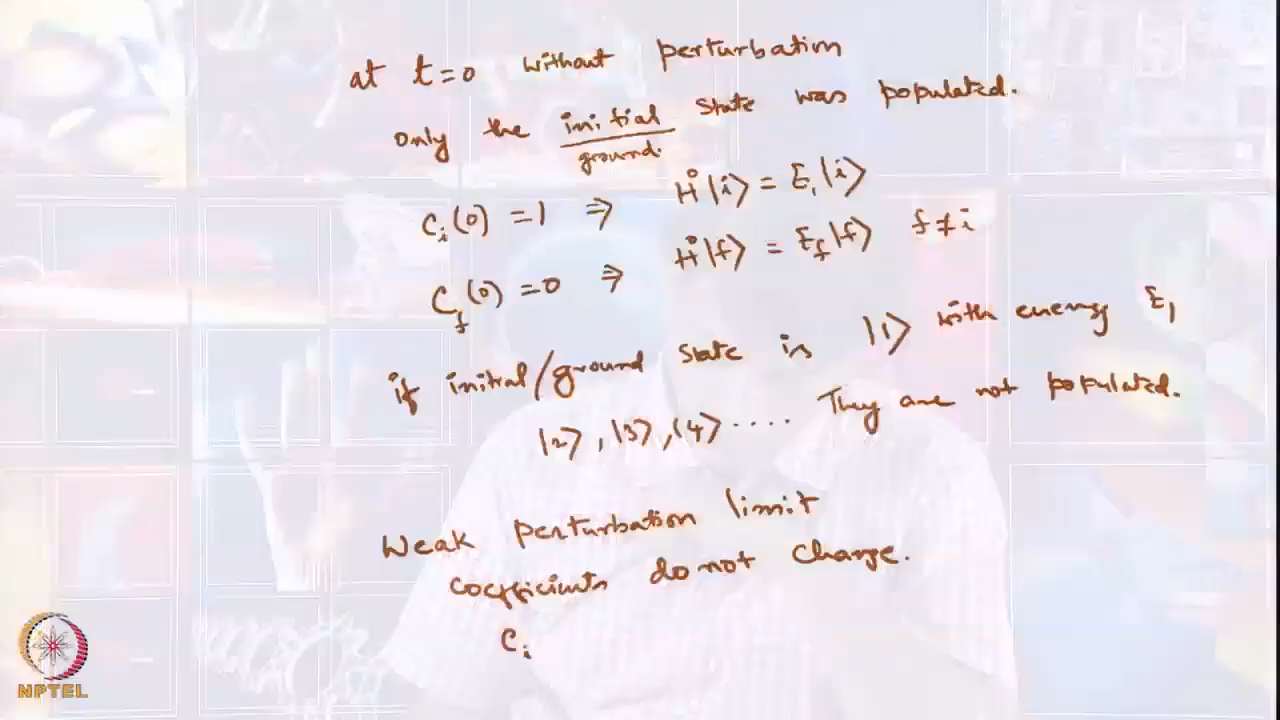 at t=0 without perturbation
Only the initial/ground. state was populated.
C_i(0) = 1 ⇒ H°|i⟩ = E_1|i⟩
C_f(0) = 0 ⇒ H°|f⟩ = E_f|f⟩ f≠i
if initial/ground state is |1⟩ with energy E_1
|2⟩, |3⟩, |4⟩ .... They are not populated.
Weak perturbation limit
coefficients do not change.
C_i
NPTEL